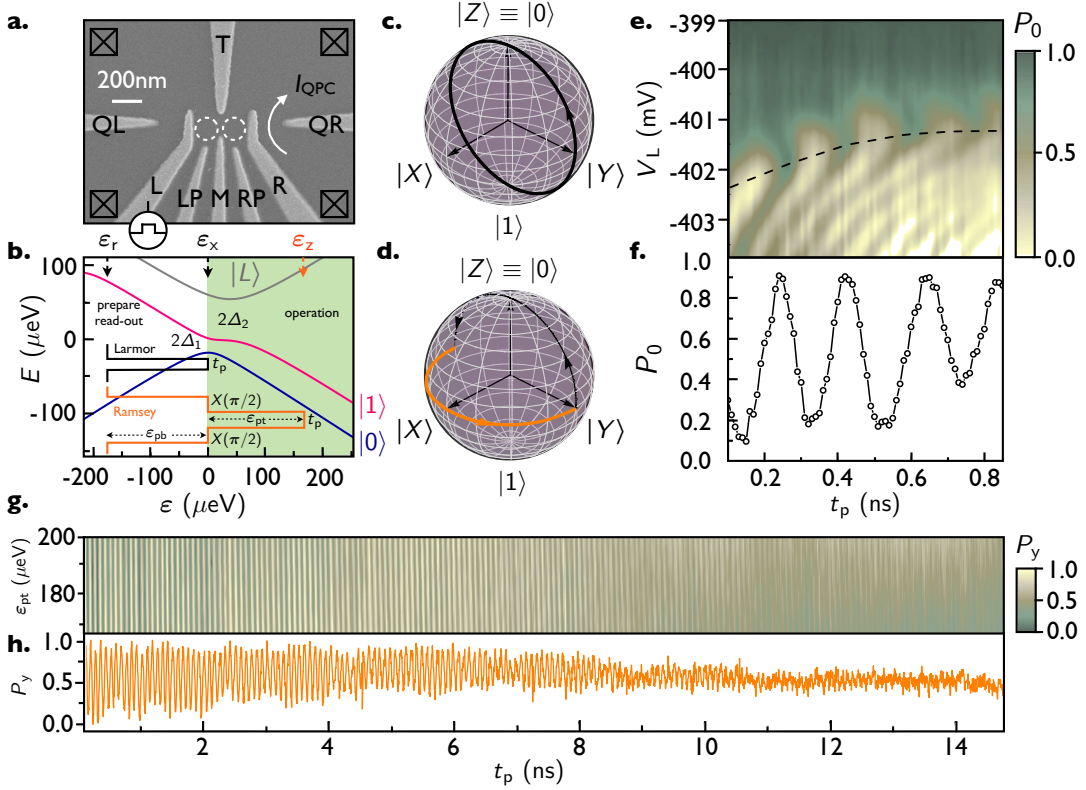 a.
T
200nm
I_QPC
QL
QR
L
LP
M
RP
R
b.
ε_r
ε_x
ε_z
100
0
-100
E (μeV)
|L⟩
prepare
read-out
operation
2Δ_2
2Δ_1
Larmor
t_p
X(π/2)
Ramsey
ε_pt
t_p
ε_pb
X(π/2)
|1⟩
|0⟩
-200
-100
0
100
200
ε (μeV)
c.
|Z⟩ ≡ |0⟩
|X⟩
|Y⟩
|1⟩
d.
|Z⟩ ≡ |0⟩
|X⟩
|Y⟩
|1⟩
e.
-399
-400
-401
-402
-403
V_L (mV)
P_0
1.0
0.5
0.0
f.
1.0
0.8
0.6
0.4
0.2
0.0
P_0
0.2
0.4
0.6
0.8
t_p (ns)
g.
200
180
ε_pt (μeV)
P_y
1.0
0.5
0.0
h.
1.0
0.5
0.0
P_y
2
4
6
8
10
12
14
t_p (ns)